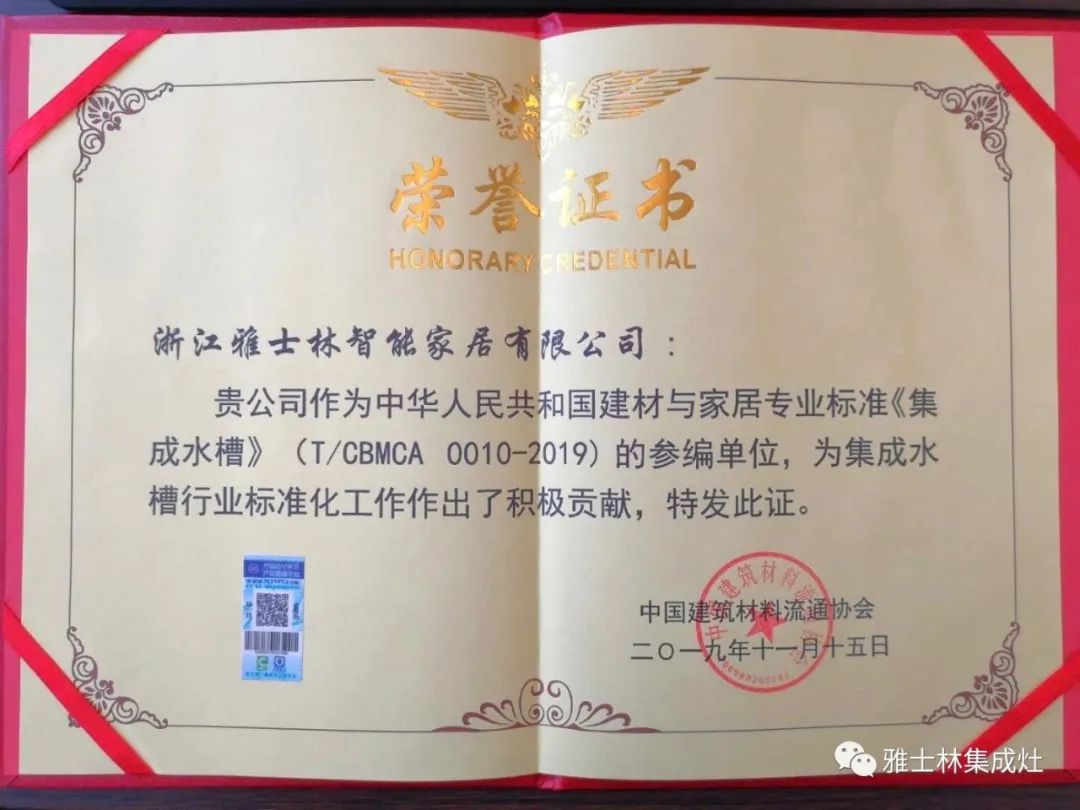 荣誉证书
HONORARY CREDENTIAL
浙江雅士林智能家居有限公司：
贵公司作为中华人民共和国建材与家居专业标准《集
成水槽》（T/CBMCA 0010-2019）的参编单位，为集成水
槽行业标准化工作作出了积极贡献，特发此证。
中国建筑材料流通协会
二〇一九年十一月十五日
雅士林集成灶